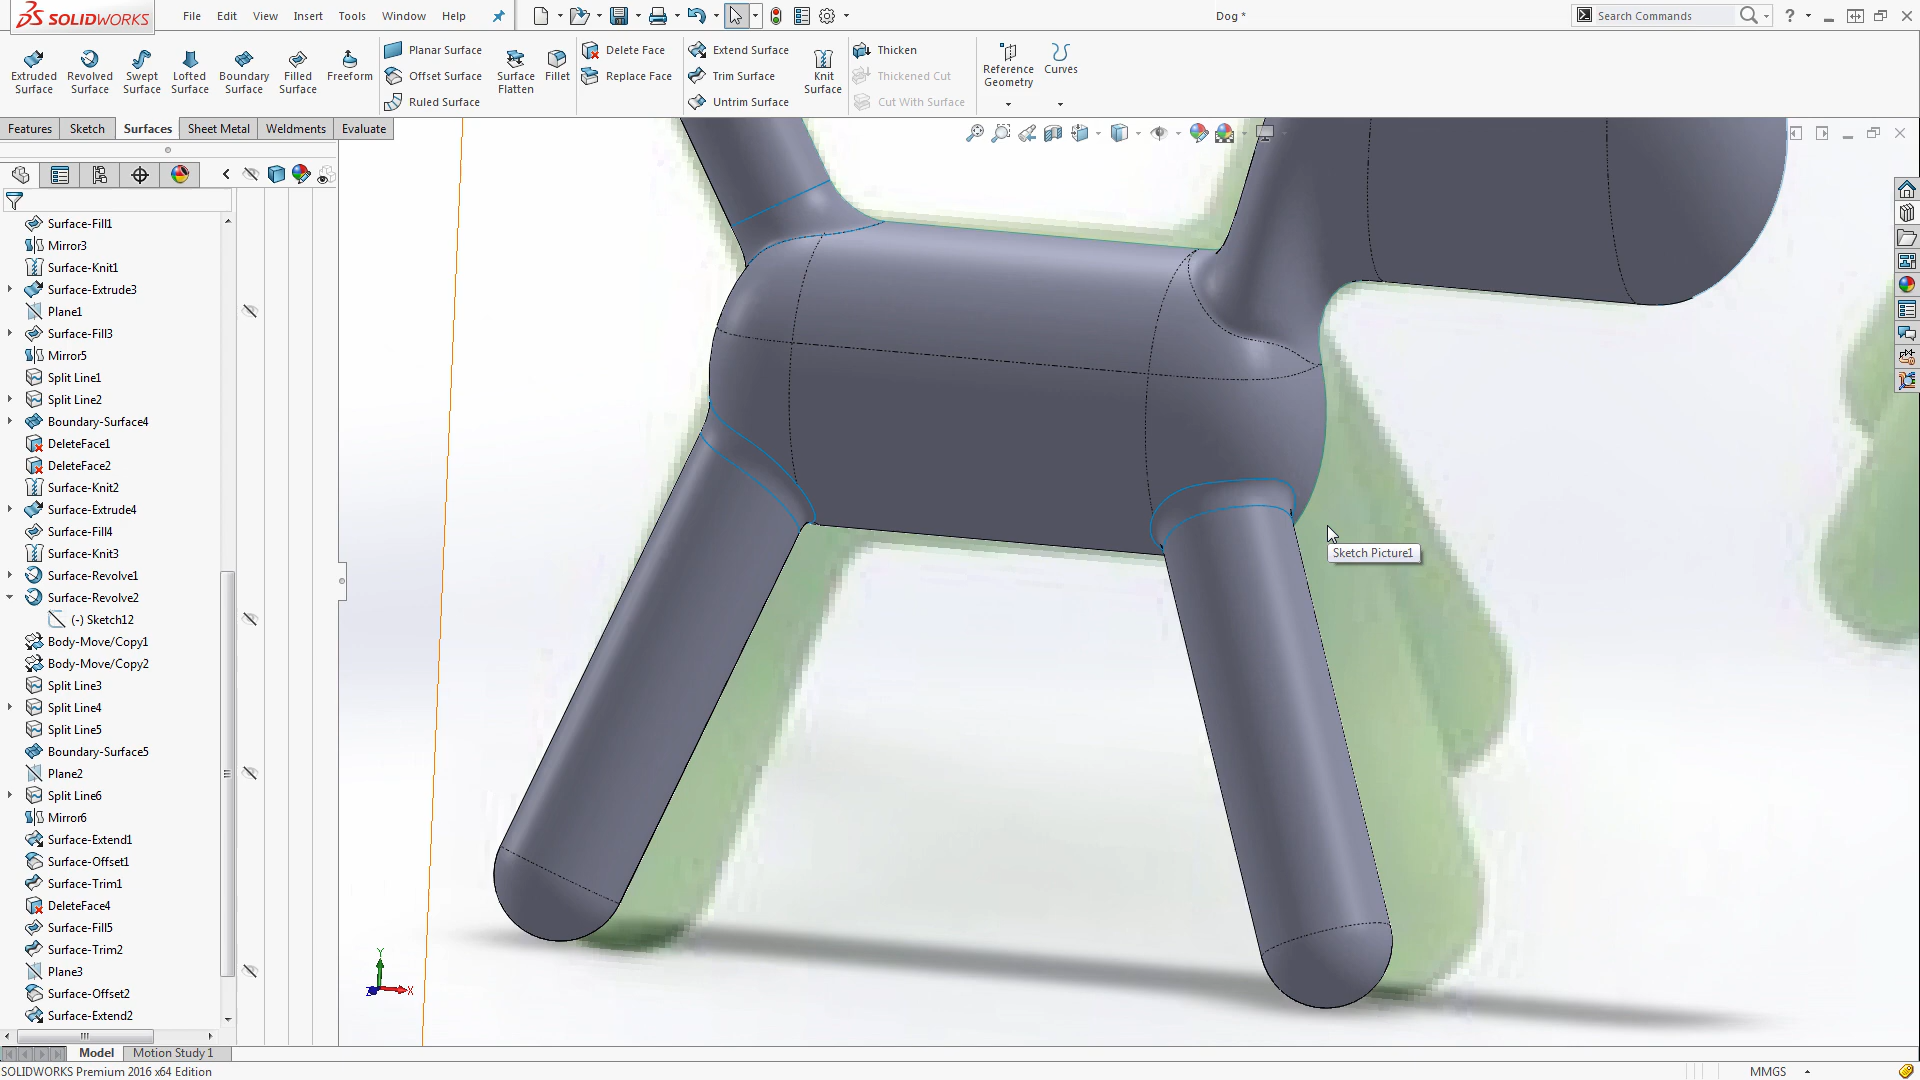 SOLIDWORKS File Edit View Insert Tools Window Help Dog * Search Commands
Extruded Surface
Revolved Surface
Swept Surface
Lofted Surface
Boundary Surface
Filled Surface
Freeform
Planar Surface
Offset Surface
Ruled Surface
Surface Flatten
Fillet
Delete Face
Replace Face
Extend Surface
Trim Surface
Untrim Surface
Knit Surface
Thicken
Thickened Cut
Cut With Surface
Reference Geometry
Curves
Features Sketch Surfaces Sheet Metal Weldments Evaluate
Surface-Fill1
Mirror3
Surface-Knit1
Surface-Extrude3
Plane1
Surface-Fill3
Mirror5
Split Line1
Split Line2
Boundary-Surface4
DeleteFace1
DeleteFace2
Surface-Knit2
Surface-Extrude4
Surface-Fill4
Surface-Knit3
Surface-Revolve1
Surface-Revolve2
(-) Sketch12
Body-Move/Copy1
Body-Move/Copy2
Split Line3
Split Line4
Split Line5
Boundary-Surface5
Plane2
Split Line6
Mirror6
Surface-Extend1
Surface-Offset1
Surface-Trim1
DeleteFace4
Surface-Fill5
Surface-Trim2
Plane3
Surface-Offset2
Surface-Extend2
Sketch Picture1
Y
X
Z
Model Motion Study 1
SOLIDWORKS Premium 2016 x64 Edition MMGS